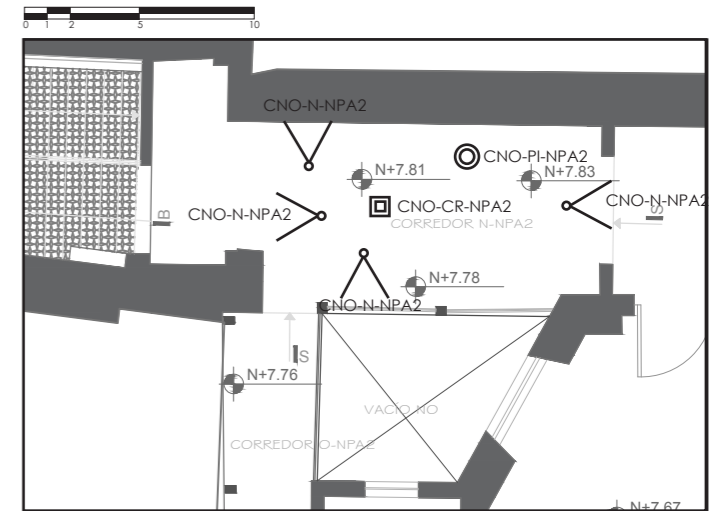 0 1 2 5 10
CNO-N-NPA2
CNO-PI-NPA2
N+7.81
N+7.83
CNO-N-NPA2
CNO-CR-NPA2
CNO-N-NPA2
B
S
CORREDOR N-NPA2
N+7.78
CNO-N-NPA2
S
N+7.76
VACÍO NO
CORREDOR O-NPA2
N+7.67